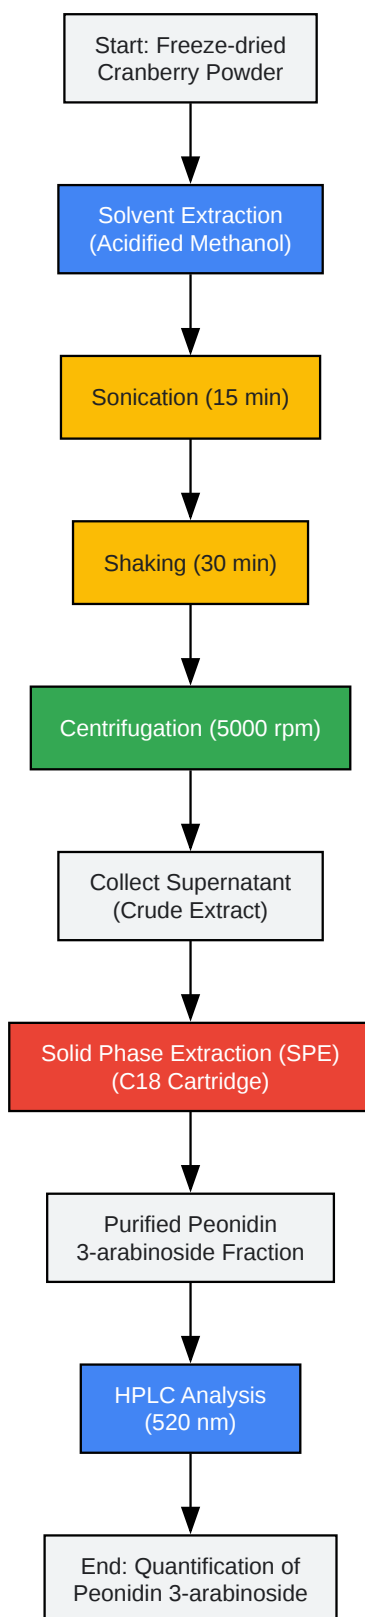 Start: Freeze-dried
Cranberry Powder
Solvent Extraction
(Acidified Methanol)
Sonication (15 min)
Shaking (30 min)
Centrifugation (5000 rpm)
Collect Supernatant
(Crude Extract)
Solid Phase Extraction (SPE)
(C18 Cartridge)
Purified Peonidin
3-arabinoside Fraction
HPLC Analysis
(520 nm)
End: Quantification of
Peonidin 3-arabinoside